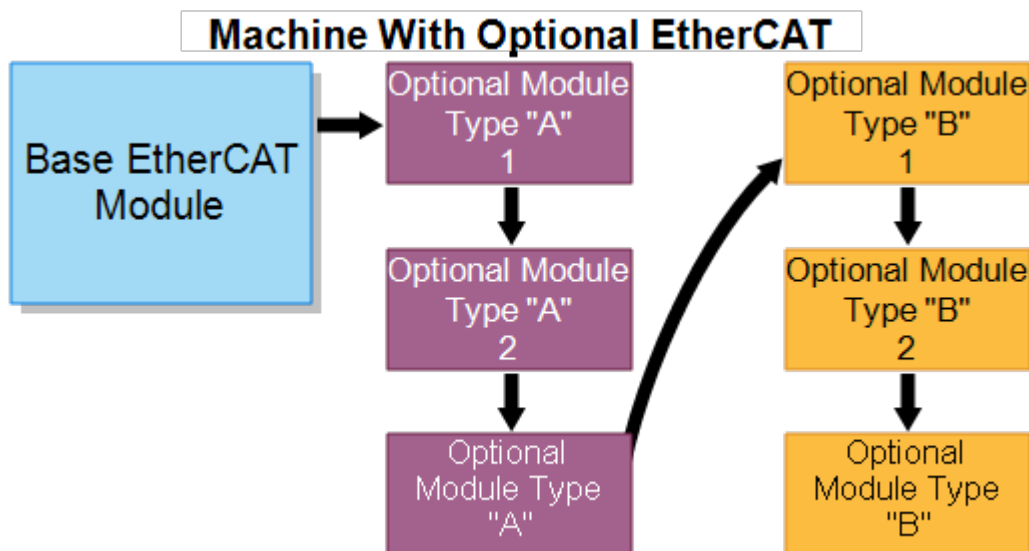 Machine With Optional EtherCAT
Base EtherCAT
Module
Optional Module
Type "A"
1
Optional Module
Type "A"
2
Optional
Module Type
"A"
Optional Module
Type "B"
1
Optional Module
Type "B"
2
Optional
Module Type
"B"